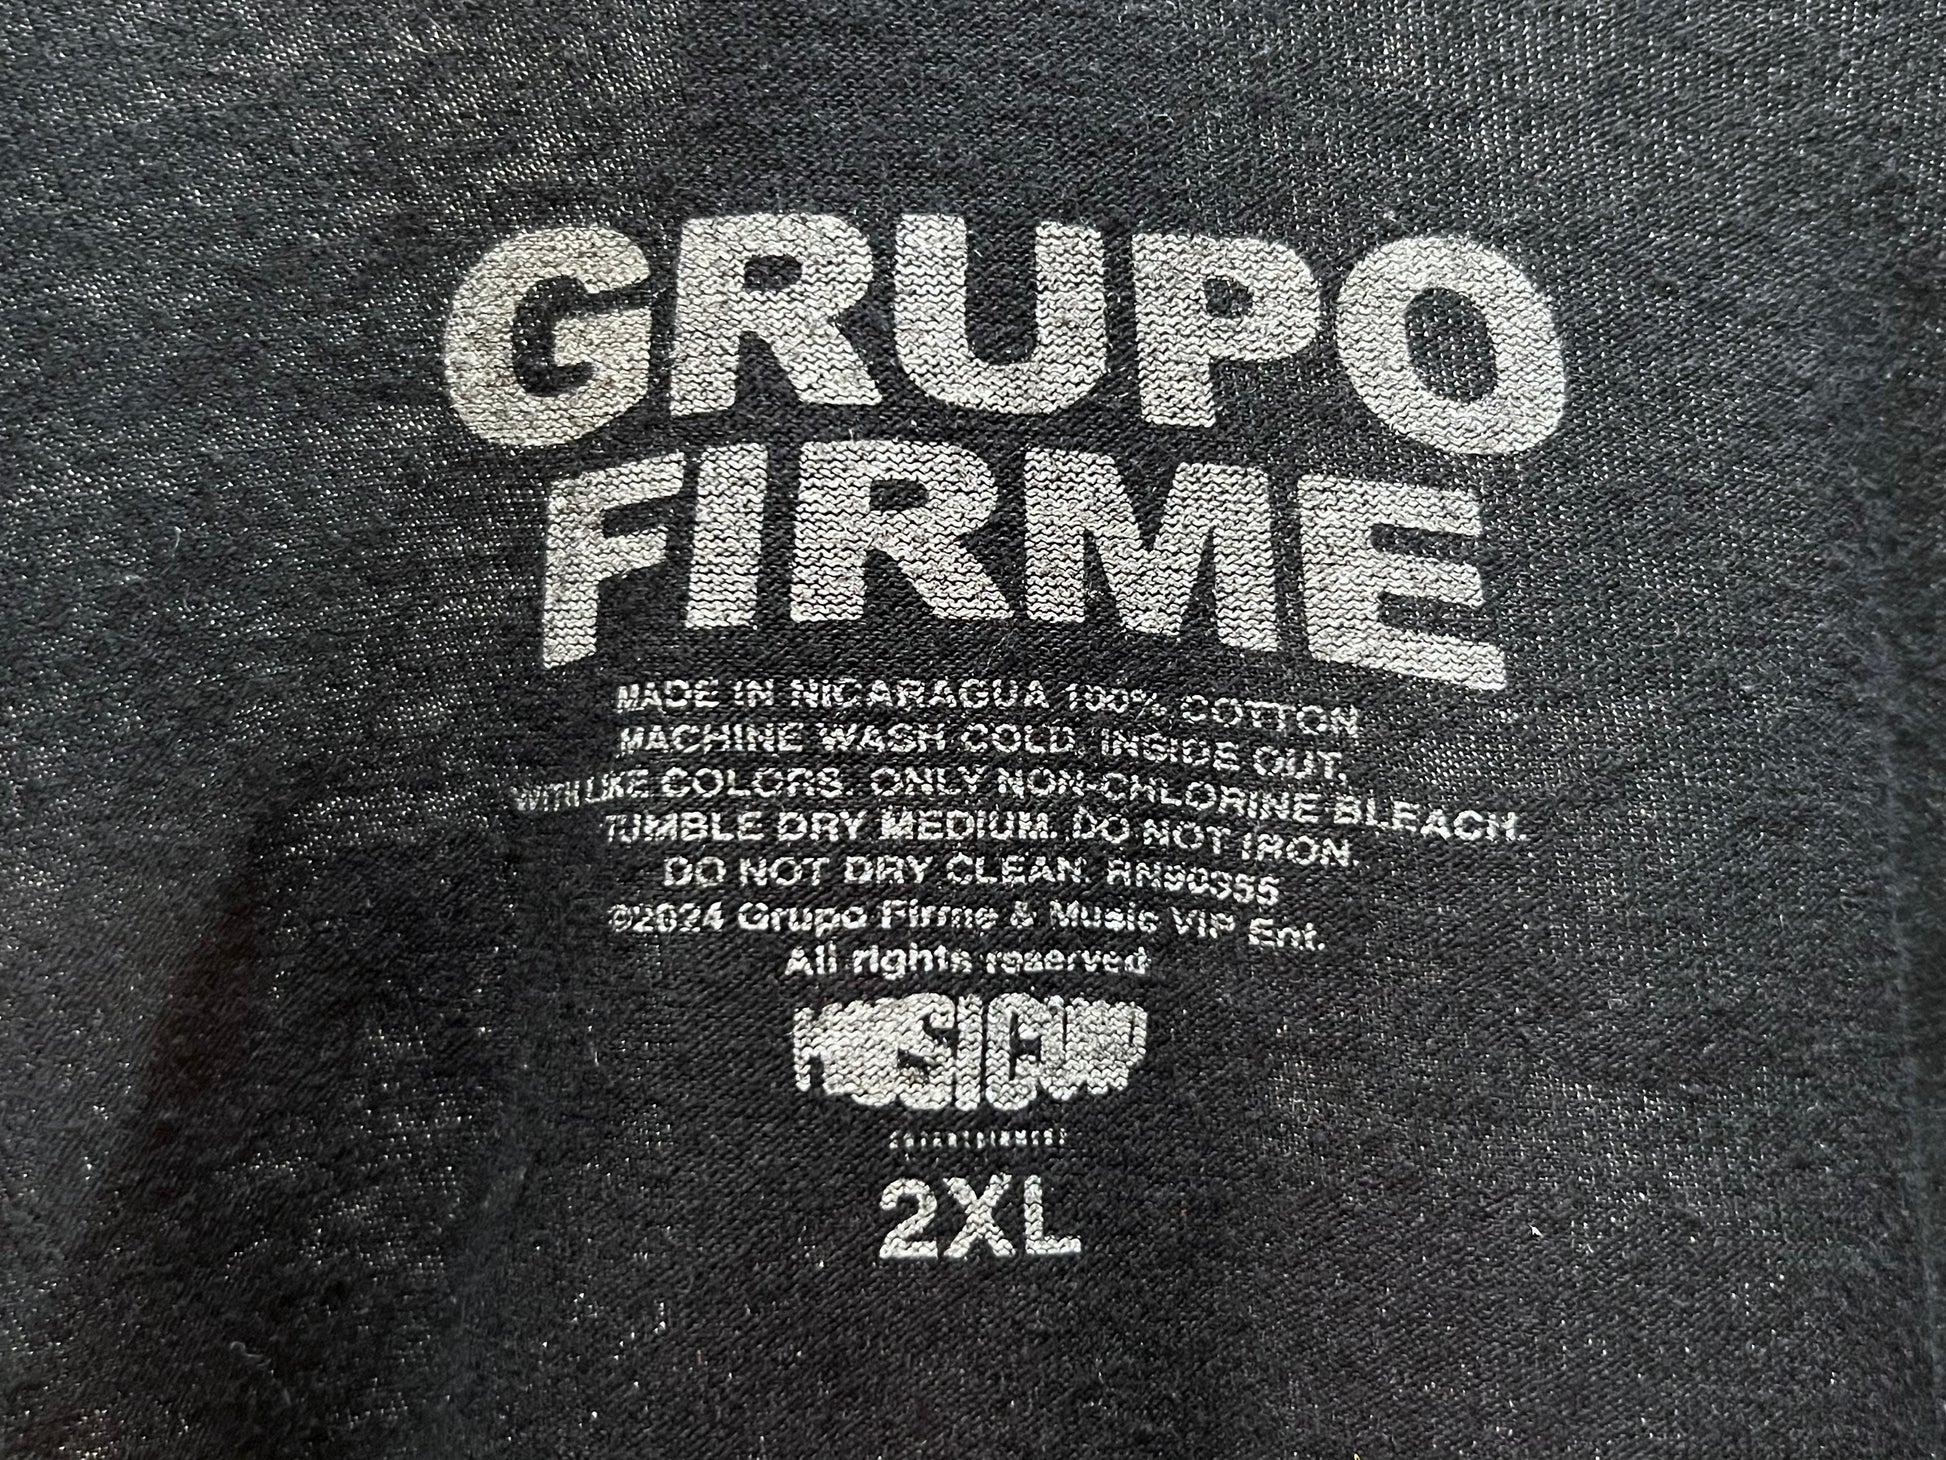 GRUPO
FIRME
MADE IN NICARAGUA 100% COTTON
MACHINE WASH COLD, INSIDE OUT,
WITH LIKE COLORS. ONLY NON-CHLORINE BLEACH.
TUMBLE DRY MEDIUM. DO NOT IRON.
DO NOT DRY CLEAN. RN90355
©2024 Grupo Firme & Music VIP Ent.
All rights reserved
MUSICVIP
ENTERTAINMENT
2XL